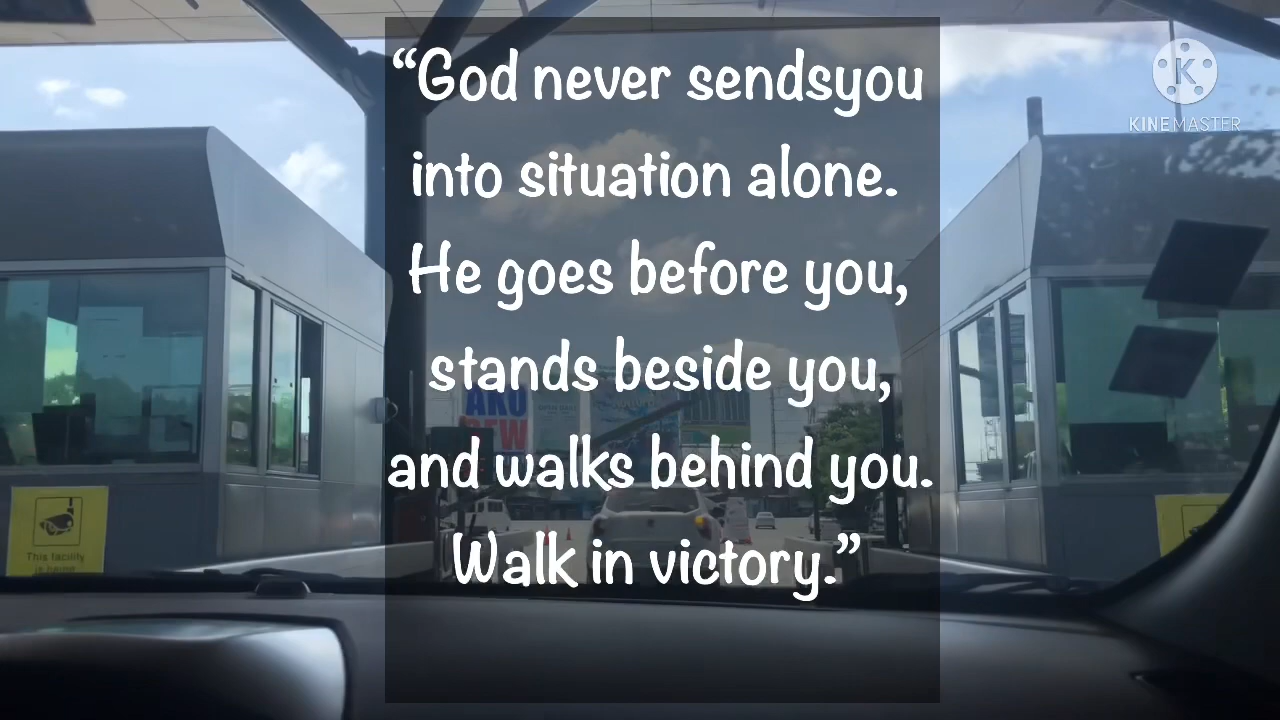 “God never sendsyou
into situation alone.
He goes before you,
stands beside you,
and walks behind you.
Walk in victory.”
KINEMASTER
AKO
This facility